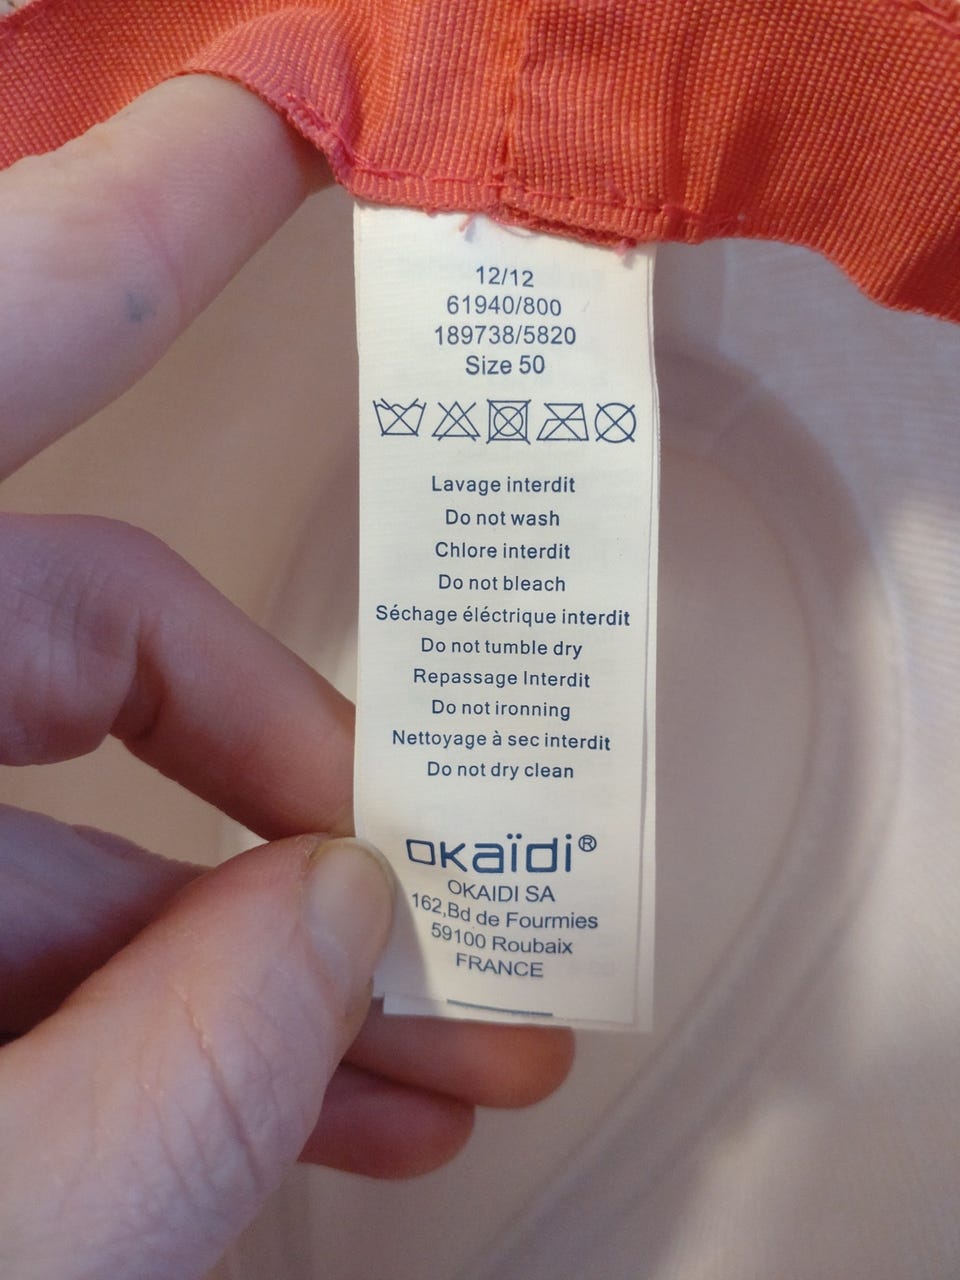 12/12
61940/800
189738/5820
Size 50
Lavage interdit
Do not wash
Chlore interdit
Do not bleach
Séchage éléctrique interdit
Do not tumble dry
Repassage Interdit
Do not ironning
Nettoyage à sec interdit
Do not dry clean
OKaïdi®
OKAIDI SA
162,Bd de Fourmies
59100 Roubaix
FRANCE